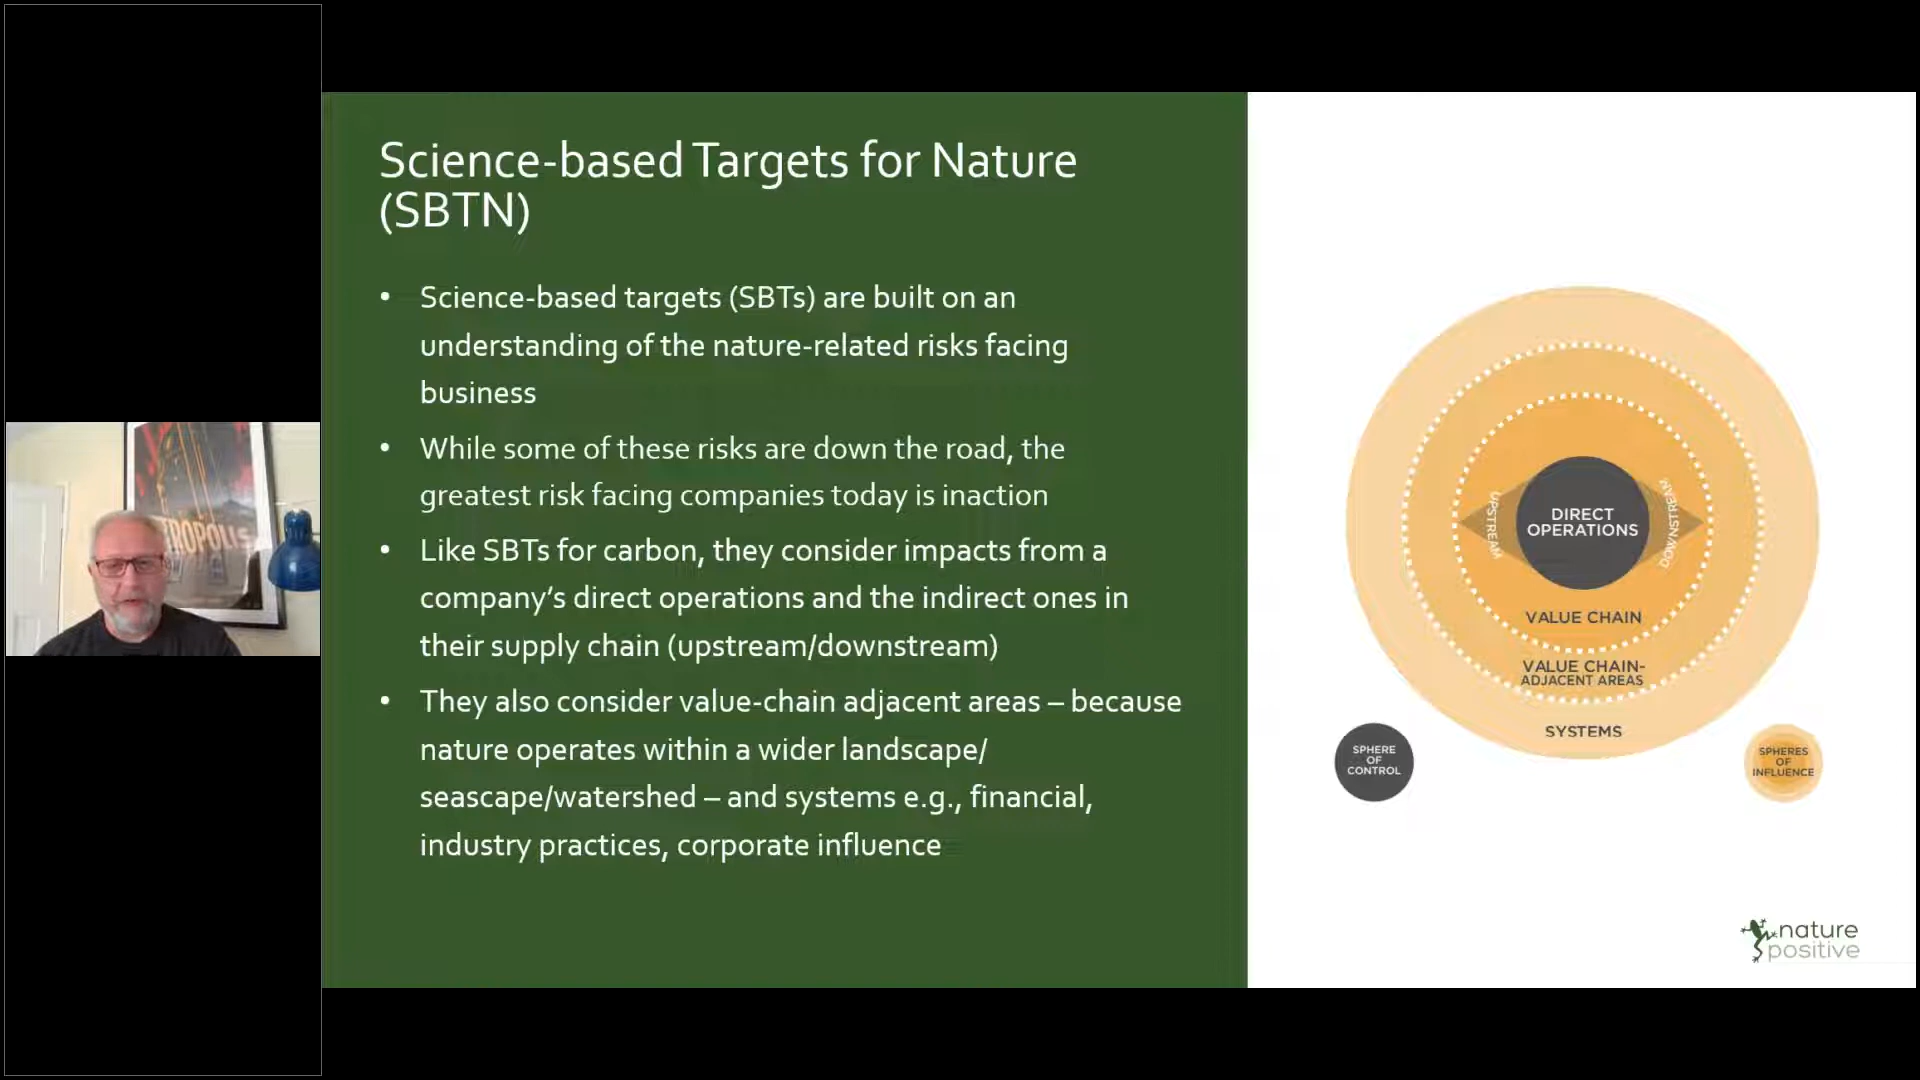 Science-based Targets for Nature
(SBTN)
• Science-based targets (SBTs) are built on an
understanding of the nature-related risks facing
business
• While some of these risks are down the road, the
greatest risk facing companies today is inaction
• Like SBTs for carbon, they consider impacts from a
company’s direct operations and the indirect ones in
their supply chain (upstream/downstream)
• They also consider value-chain adjacent areas – because
nature operates within a wider landscape/
seascape/watershed – and systems e.g., financial,
industry practices, corporate influence
UPSTREAM
DIRECT
OPERATIONS
DOWNSTREAM
VALUE CHAIN
VALUE CHAIN-
ADJACENT AREAS
SYSTEMS
SPHERE
OF
CONTROL
SPHERES
OF
INFLUENCE
nature
positive
TROPOLIS